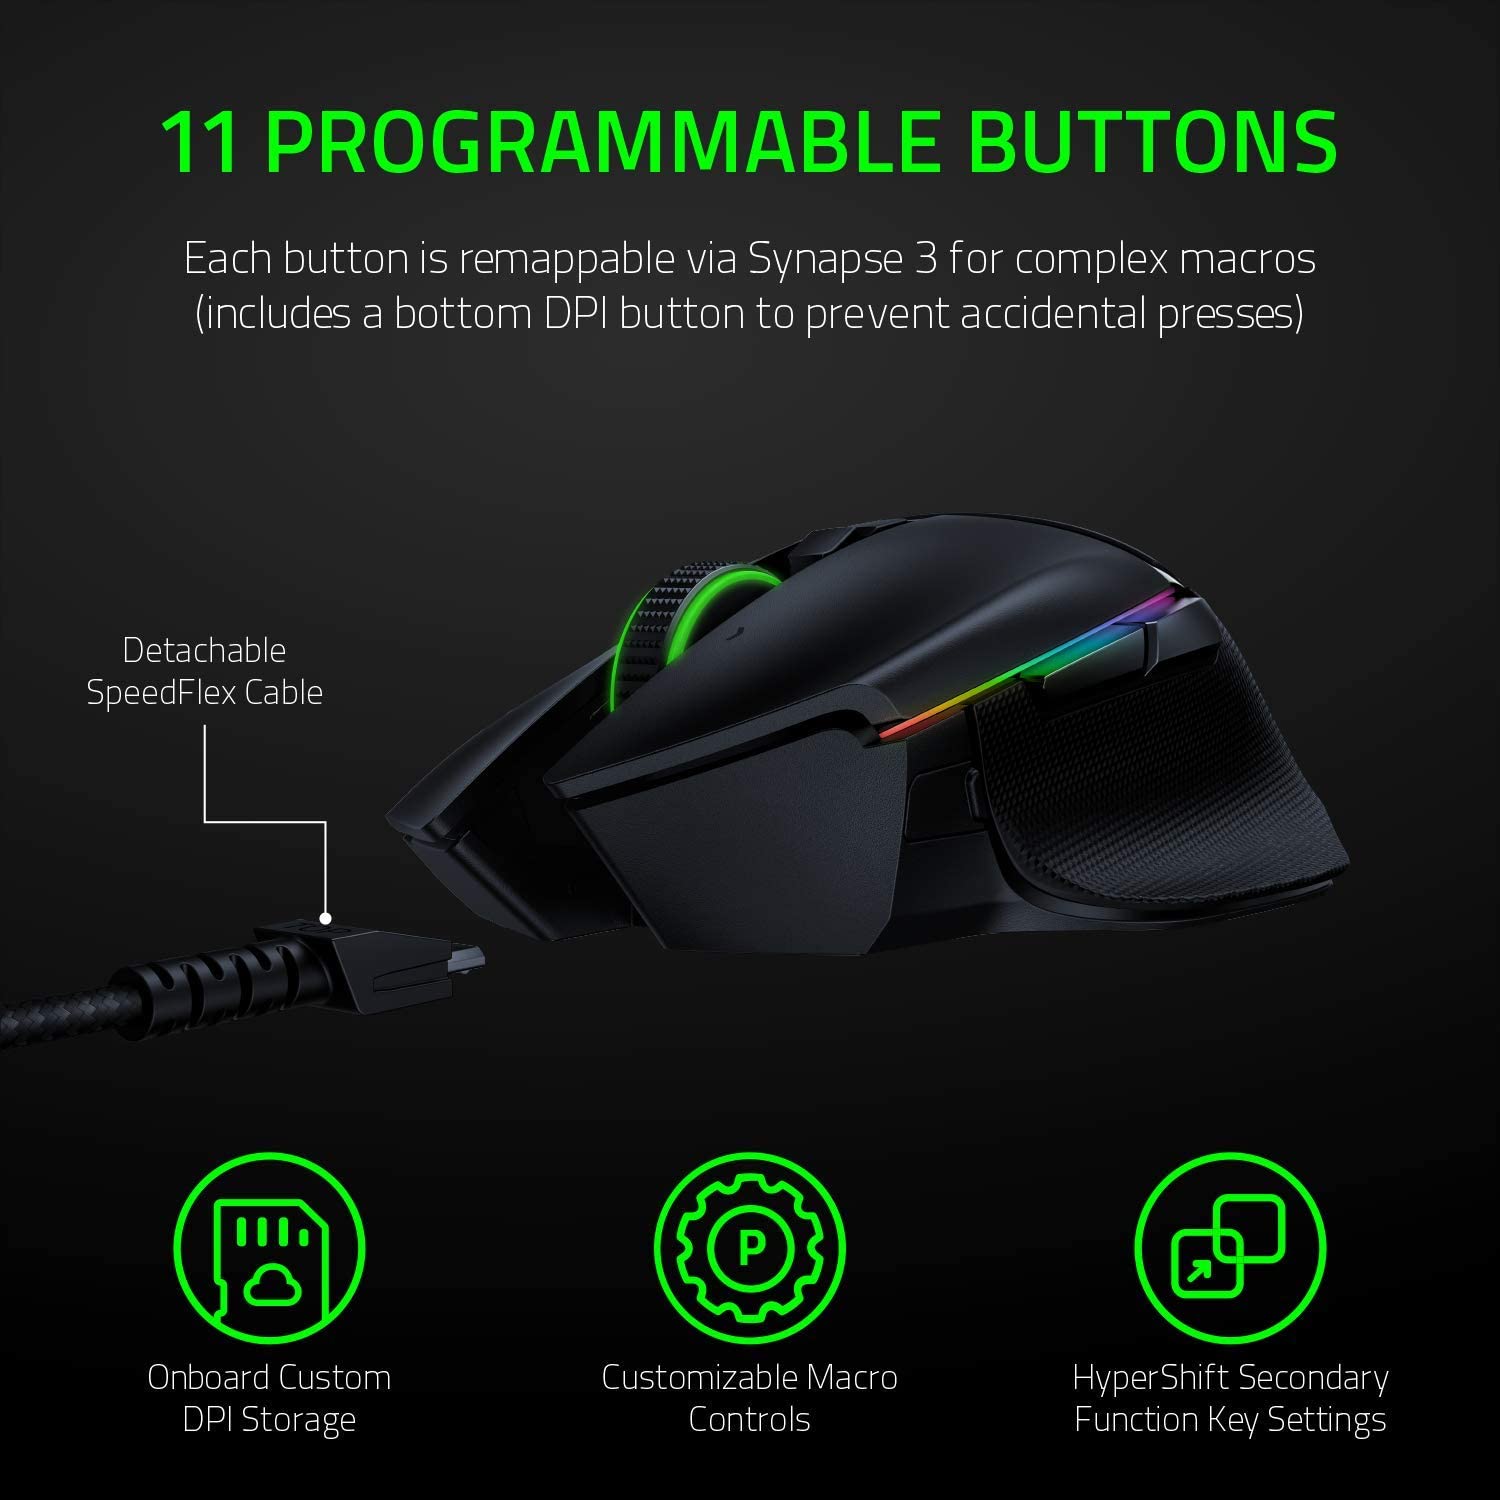 11 PROGRAMMABLE BUTTONS
Each button is remappable via Synapse 3 for complex macros
(includes a bottom DPI button to prevent accidental presses)
Detachable
SpeedFlex Cable
P
Onboard Custom
DPI Storage
Customizable Macro
Controls
HyperShift Secondary
Function Key Settings